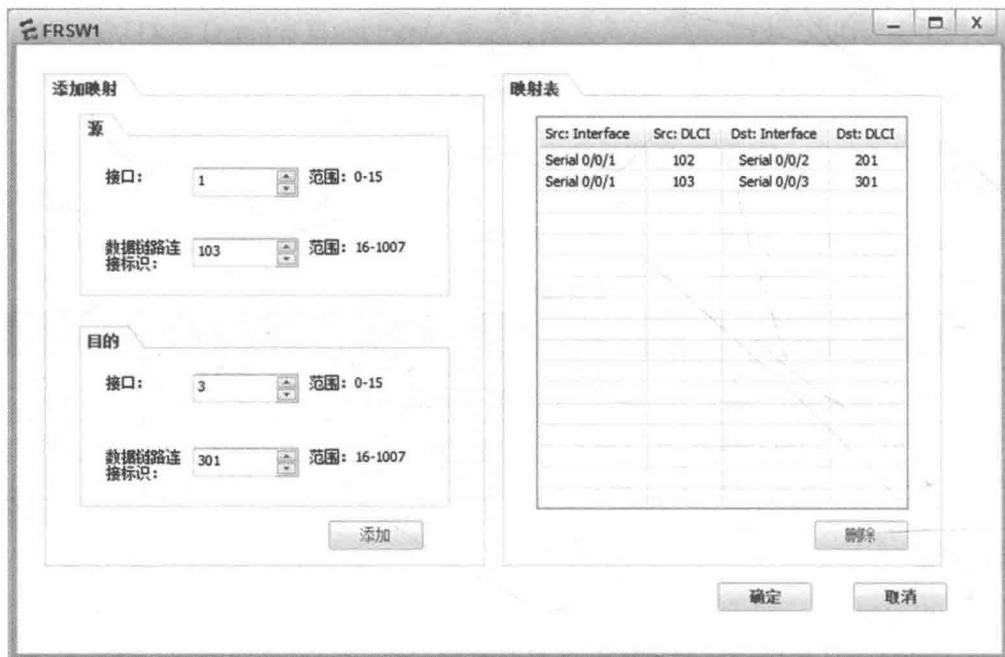 FRSW1
添加映射
源
接口： 1 范围：0-15
数据链路连接标识： 103 范围：16-1007
目的
接口： 3 范围：0-15
数据链路连接标识： 301 范围：16-1007
添加
映射表
Src: Interface Src: DLCI Dst: Interface Dst: DLCI
Serial 0/0/1 102 Serial 0/0/2 201
Serial 0/0/1 103 Serial 0/0/3 301
删除
确定 取消